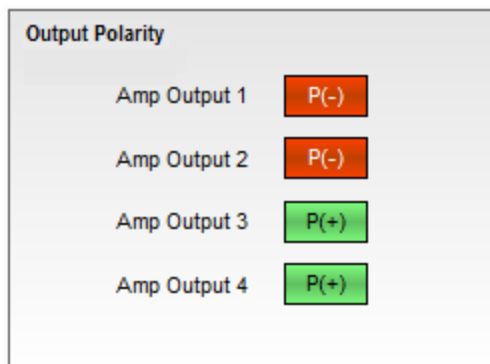 Output Polarity
Amp Output 1 P(-)
Amp Output 2 P(-)
Amp Output 3 P(+)
Amp Output 4 P(+)